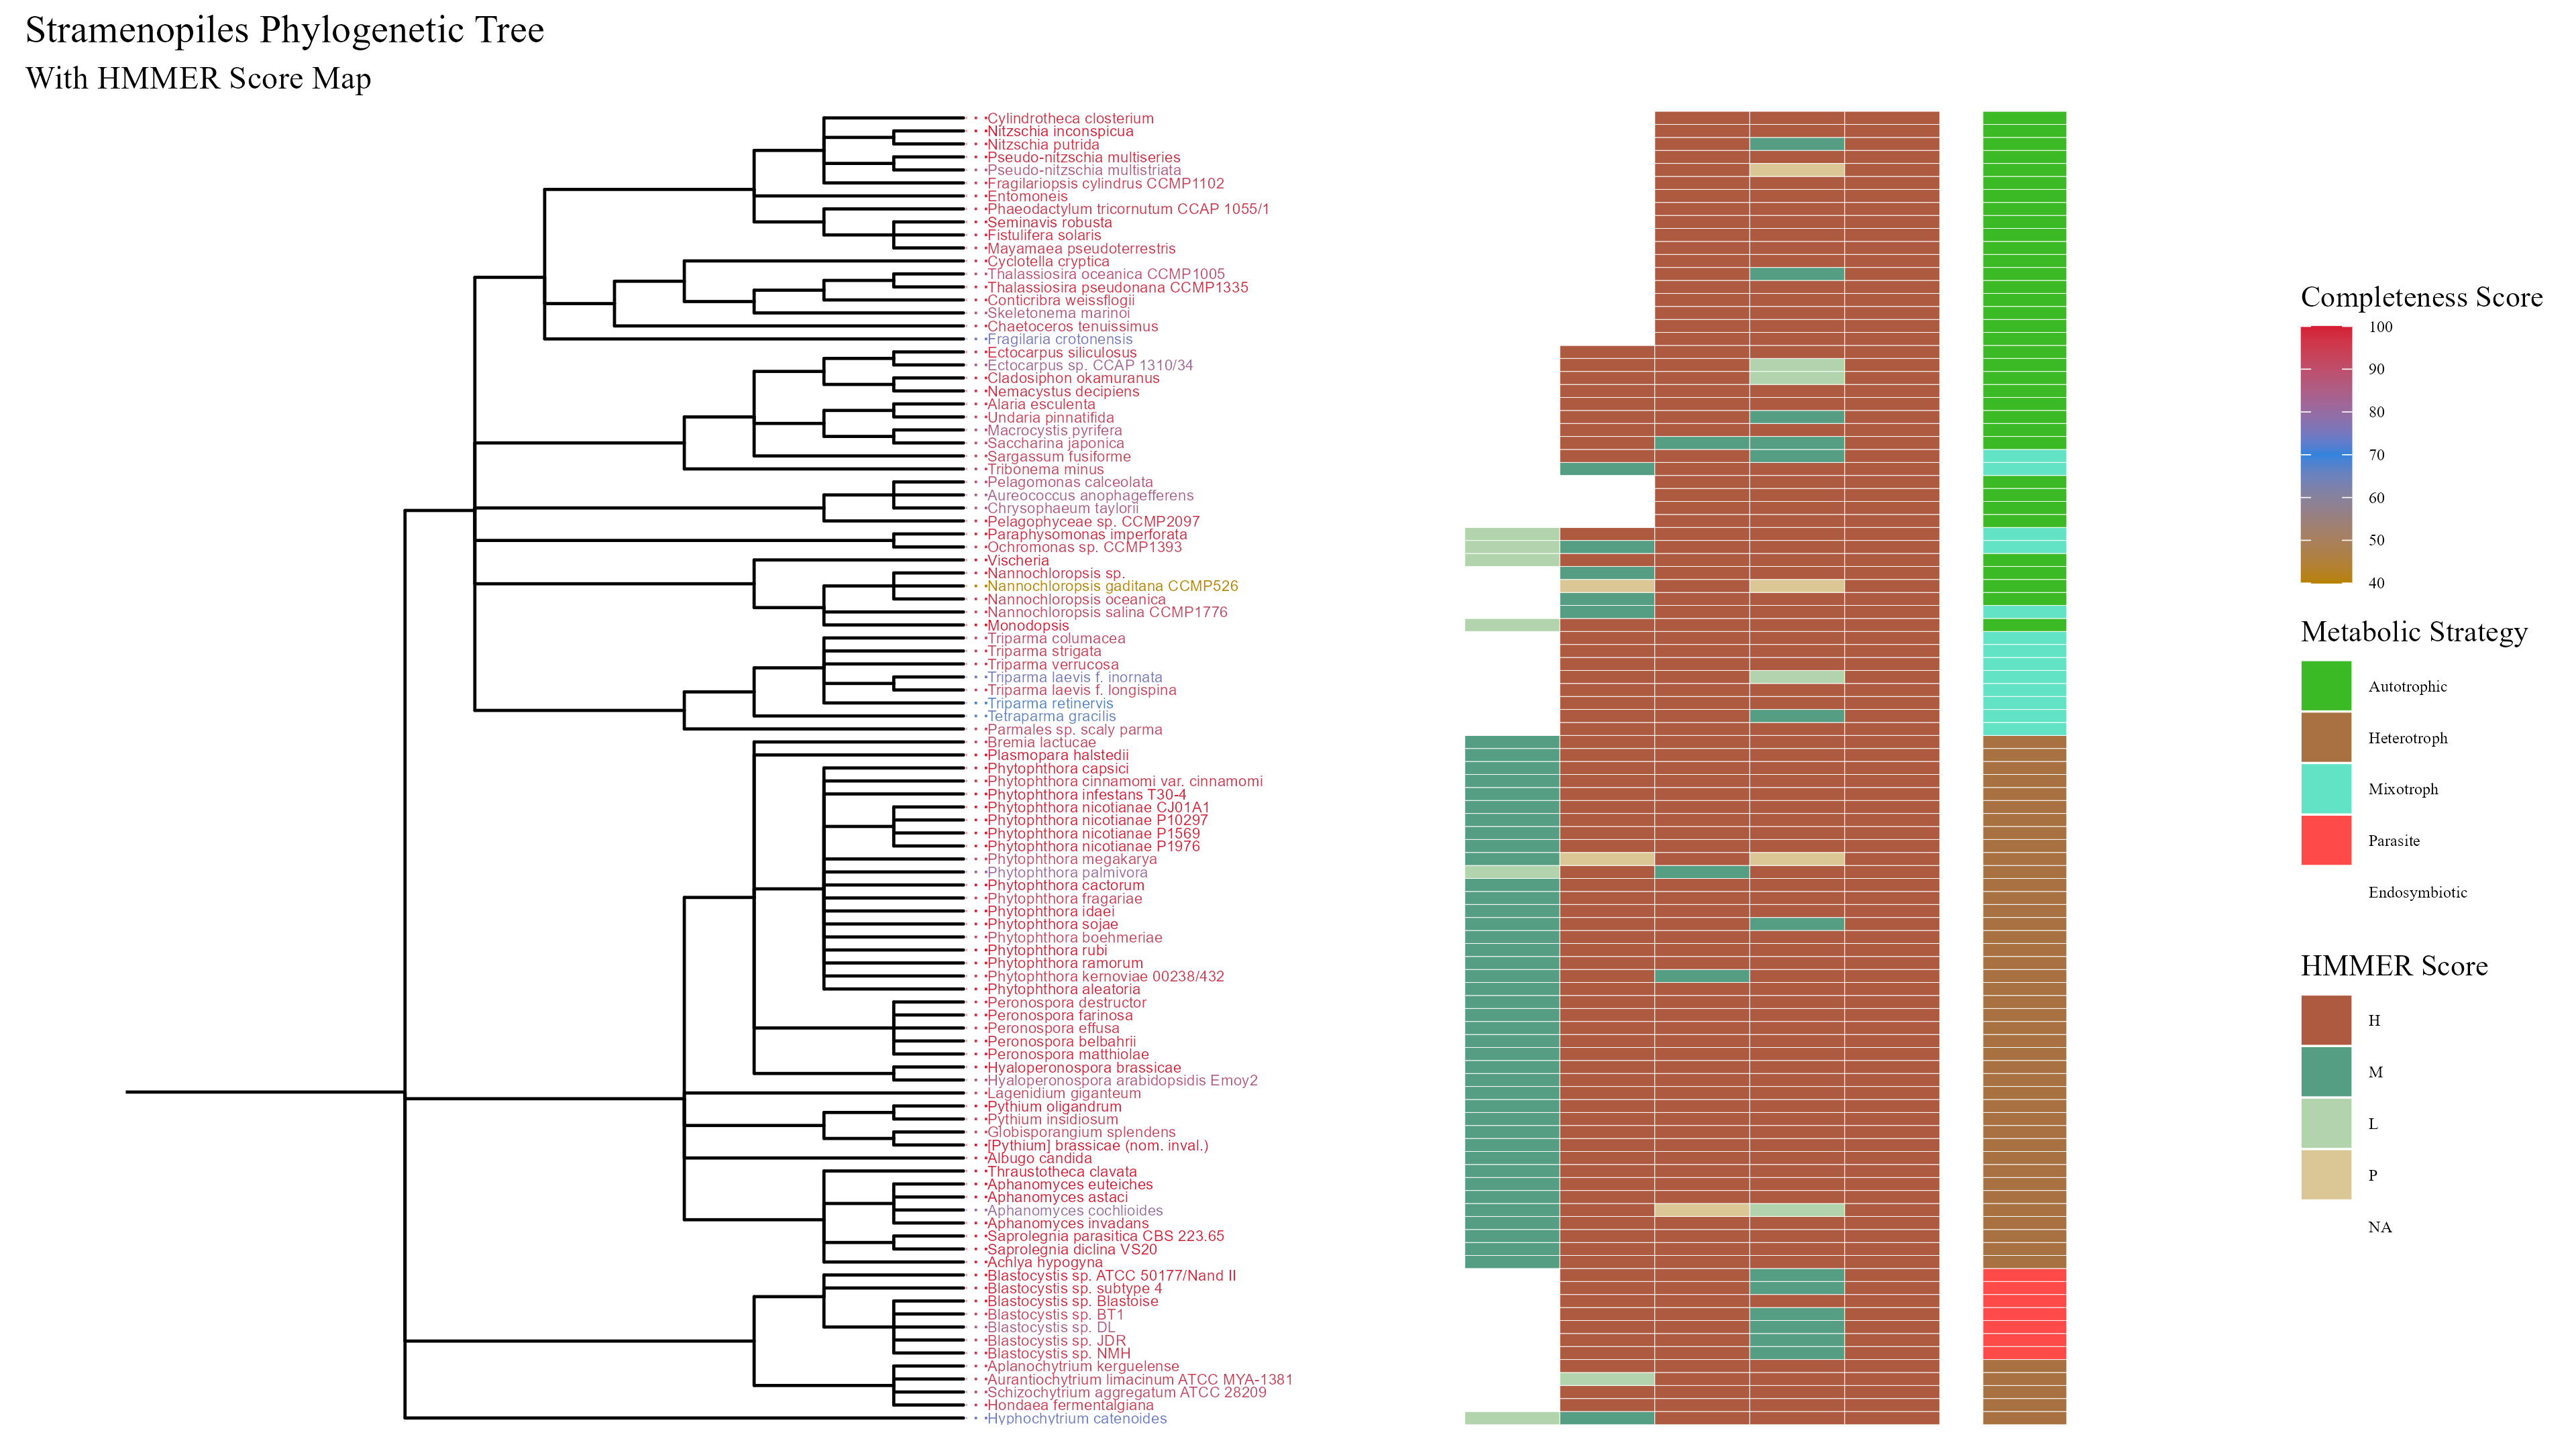 Stramenopiles Phylogenetic Tree
With HMMER Score Map
Cylindrotheca closterium
Nitzschia inconspicua
Nitzschia putrida
Pseudo-nitzschia multiseries
Pseudo-nitzschia multistriata
Fragilariopsis cylindrus CCMP1102
Entomoneis
Phaeodactylum tricornutum CCAP 1055/1
Seminavis robusta
Fistulifera solaris
Mayamaea pseudoterrestris
Cyclotella cryptica
Thalassiosira oceanica CCMP1005
Thalassiosira pseudonana CCMP1335
Conticribra weissflogii
Skeletonema marinoi
Chaetoceros tenuissimus
Fragilaria crotonensis
Ectocarpus siliculosus
Ectocarpus sp. CCAP 1310/34
Cladosiphon okamuranus
Nemacystus decipiens
Alaria esculenta
Undaria pinnatifida
Macrocystis pyrifera
Saccharina japonica
Sargassum fusiforme
Tribonema minus
Pelagomonas calceolata
Aureococcus anophagefferens
Chrysophaeum taylorii
Pelagophyceae sp. CCMP2097
Paraphysomonas imperforata
Ochromonas sp. CCMP1393
Vischeria
Nannochloropsis sp.
Nannochloropsis gaditana CCMP526
Nannochloropsis oceanica
Nannochloropsis salina CCMP1776
Monodopsis
Triparma columacea
Triparma strigata
Triparma verrucosa
Triparma laevis f. inornata
Triparma laevis f. longispina
Triparma retinervis
Tetraparma gracilis
Parmales sp. scaly parma
Bremia lactucae
Plasmopara halstedii
Phytophthora capsici
Phytophthora cinnamomi var. cinnamomi
Phytophthora infestans T30-4
Phytophthora nicotianae CJ01A1
Phytophthora nicotianae P10297
Phytophthora nicotianae P1569
Phytophthora nicotianae P1976
Phytophthora megakarya
Phytophthora palmivora
Phytophthora cactorum
Phytophthora fragariae
Phytophthora idaei
Phytophthora sojae
Phytophthora boehmeriae
Phytophthora rubi
Phytophthora ramorum
Phytophthora kernoviae 00238/432
Phytophthora aleatoria
Peronospora destructor
Peronospora farinosa
Peronospora effusa
Peronospora belbahrii
Peronospora matthiolae
Hyaloperonospora brassicae
Hyaloperonospora arabidopsidis Emoy2
Lagenidium giganteum
Pythium oligandrum
Pythium insidiosum
Globisporangium splendens
[Pythium] brassicae (nom. inval.)
Albugo candida
Thraustotheca clavata
Aphanomyces euteiches
Aphanomyces astaci
Aphanomyces cochlioides
Aphanomyces invadans
Saprolegnia parasitica CBS 223.65
Saprolegnia diclina VS20
Achlya hypogyna
Blastocystis sp. ATCC 50177/Nand II
Blastocystis sp. subtype 4
Blastocystis sp. Blastoise
Blastocystis sp. BT1
Blastocystis sp. DL
Blastocystis sp. JDR
Blastocystis sp. NMH
Aplanochytrium kerguelense
Aurantiochytrium limacinum ATCC MYA-1381
Schizochytrium aggregatum ATCC 28209
Hondaea fermentalgiana
Hyphochytrium catenoides
Completeness Score
100
90
80
70
60
50
40
Metabolic Strategy
Autotrophic
Heterotroph
Mixotroph
Parasite
Endosymbiotic
HMMER Score
H
M
L
P
NA